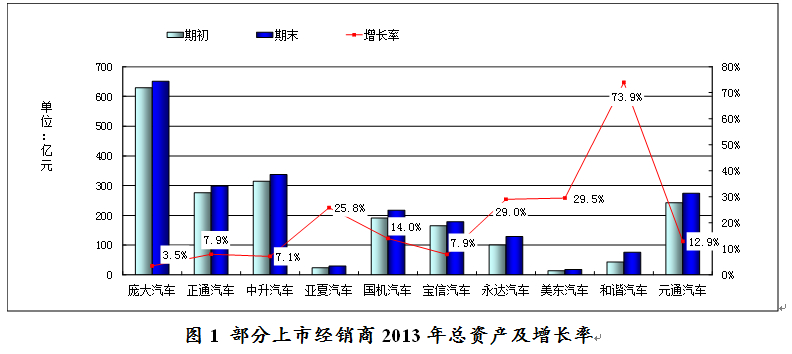 期初 期末 增长率
单位：亿元
700 600 500 400 300 200 100 0
80% 70% 60% 50% 40% 30% 20% 10% 0%
3.5% 7.9% 7.1% 25.8% 14.0% 7.9% 29.0% 29.5% 73.9% 12.9%
庞大汽车 正通汽车 中升汽车 亚夏汽车 国机汽车 宝信汽车 永达汽车 美东汽车 和谐汽车 元通汽车
图 1 部分上市经销商 2013 年总资产及增长率